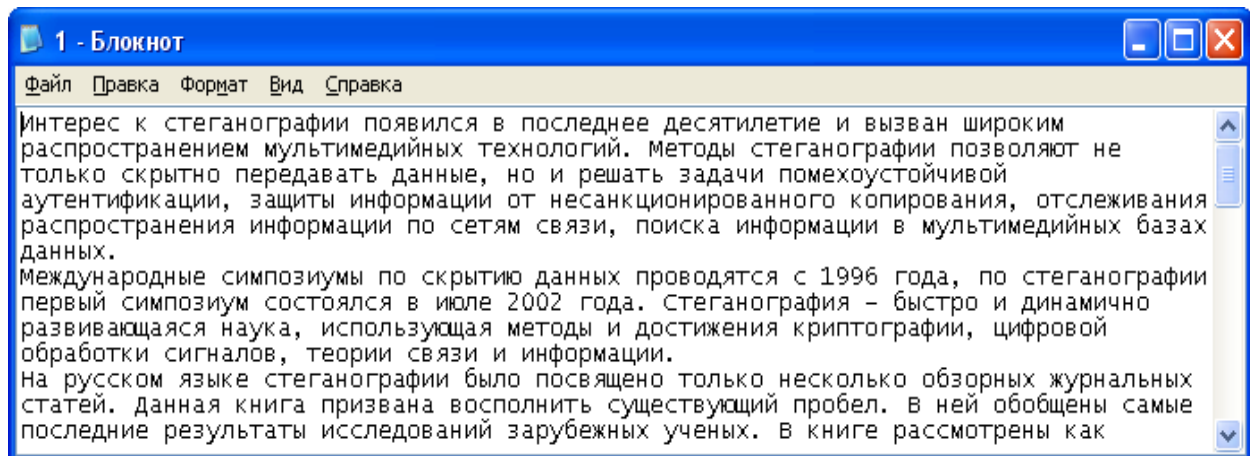 1 - Блокнот
Файл Правка Формат Вид Справка
Интерес к стеганографии появился в последнее десятилетие и вызван широким
распространением мультимедийных технологий. Методы стеганографии позволяют не
только скрытно передавать данные, но и решать задачи помехоустойчивой
аутентификации, защиты информации от несанкционированного копирования, отслеживания
распространения информации по сетям связи, поиска информации в мультимедийных базах
данных.
Международные симпозиумы по скрытию данных проводятся с 1996 года, по стеганографии
первый симпозиум состоялся в июле 2002 года. Стеганография – быстро и динамично
развивающаяся наука, использующая методы и достижения криптографии, цифровой
обработки сигналов, теории связи и информации.
На русском языке стеганографии было посвящено только несколько обзорных журнальных
статей. Данная книга призвана восполнить существующий пробел. В ней обобщены самые
последние результаты исследований зарубежных ученых. В книге рассмотрены как